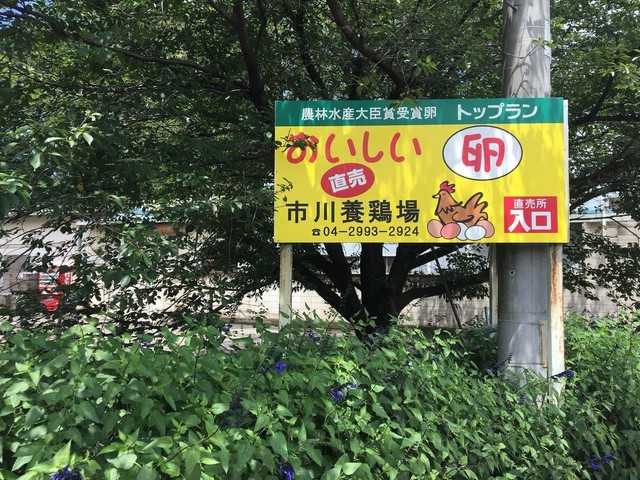 農林水産大臣賞受賞卵 トップラン
おいしい 卵
直売
市川養鶏場
☎04-2993-2924
直売所
入口